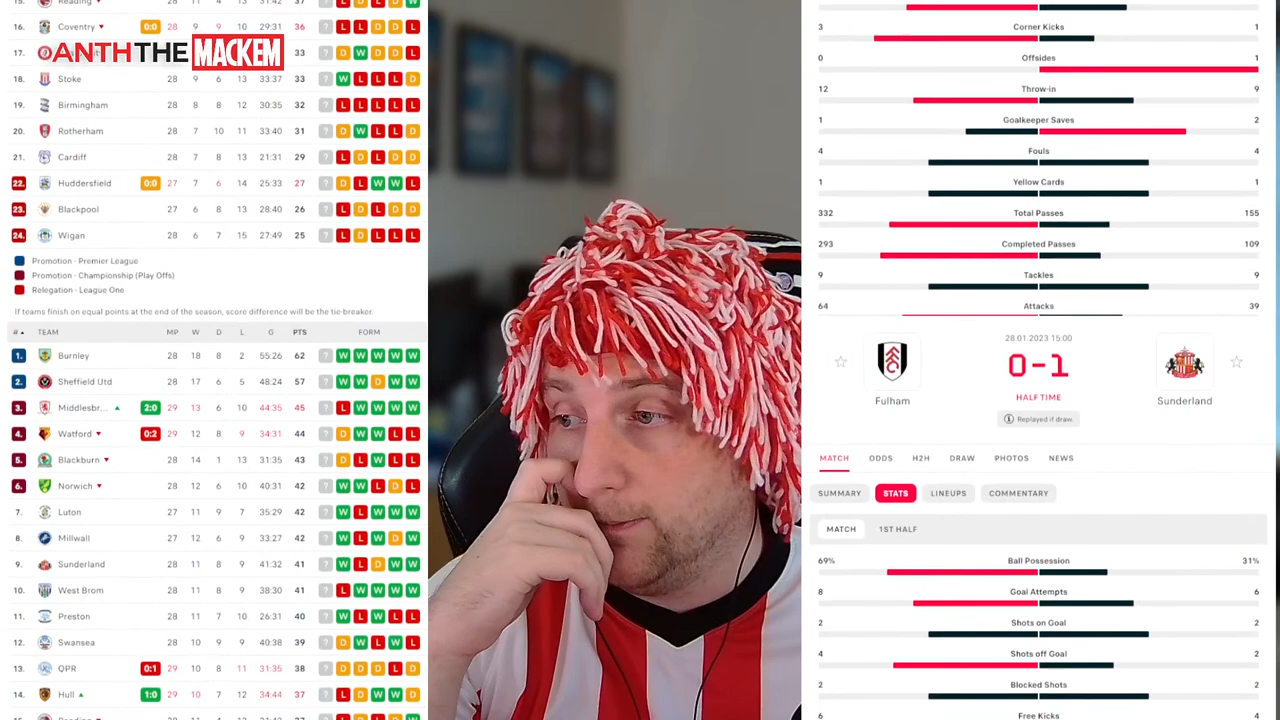 15. Reading 28 11 4 13 31:42 37 ? L D L D W
16. Coventry 0:0 28 9 9 10 29:31 36 ? L L D D L
ANTHTHE MACKEM
17. 33 ? D W D D L
18. Stoke 28 9 6 13 33:37 33 ? W L L L D
19. Birmingham 28 8 8 12 30:35 32 ? L L L L L
20. Rotherham 28 7 10 11 33:40 31 ? D W L L D
21. Cardiff 28 7 8 13 21:31 29 ? L D L D D
22. Huddersfield 0:0 27 7 6 14 25:33 27 ? D L W W L
23. Blackpool 27 6 8 13 28:40 26 ? L D L D D
24. Wigan 28 6 7 15 27:49 25 ? L D L L L
Promotion - Premier League
Promotion - Championship (Play Offs)
Relegation - League One
If teams finish on equal points at the end of the season, score difference will be the tie-breaker.
# TEAM MP W D L G PTS FORM
1. Burnley 28 18 8 2 55:26 62 ? W W W W W
2. Sheffield Utd 28 17 6 5 48:24 57 ? W W D W W
3. Middlesbr... 2:0 29 13 6 10 44:35 45 ? L W W W W
4. Watford 0:2 29 12 8 9 34:31 44 ? D W W L L
5. Blackburn 28 14 1 13 31:35 43 ? D L W L L
6. Norwich 28 12 6 10 40:31 42 ? W W L D L
7. Luton 27 11 9 7 35:29 42 ? W L W W W
8. Millwall 27 12 6 9 33:27 42 ? W L W D W
9. Sunderland 28 11 8 9 41:32 41 ? W L D W W
10. West Brom 28 11 8 9 38:30 41 ? L W W W W
11. Preston 28 11 7 10 26:31 40 ? W L W L L
12. Swansea 28 10 9 9 40:38 39 ? D W L W L
13. QPR 0:1 29 10 8 11 31:35 38 ? D D D L D
14. Hull 1:0 29 10 7 12 34:44 37 ? L D W W D
3 Corner Kicks 1
0 Offsides 1
12 Throw-in 9
1 Goalkeeper Saves 2
4 Fouls 4
1 Yellow Cards 1
332 Total Passes 155
293 Completed Passes 109
9 Tackles 9
64 Attacks 39
28.01.2023 15:00
0-1
HALF TIME
Fulham Sunderland
Replayed if draw.
MATCH ODDS H2H DRAW PHOTOS NEWS
SUMMARY STATS LINEUPS COMMENTARY
MATCH 1ST HALF
69% Ball Possession 31%
8 Goal Attempts 6
2 Shots on Goal 2
4 Shots off Goal 2
2 Blocked Shots 2
6 Free Kicks 4